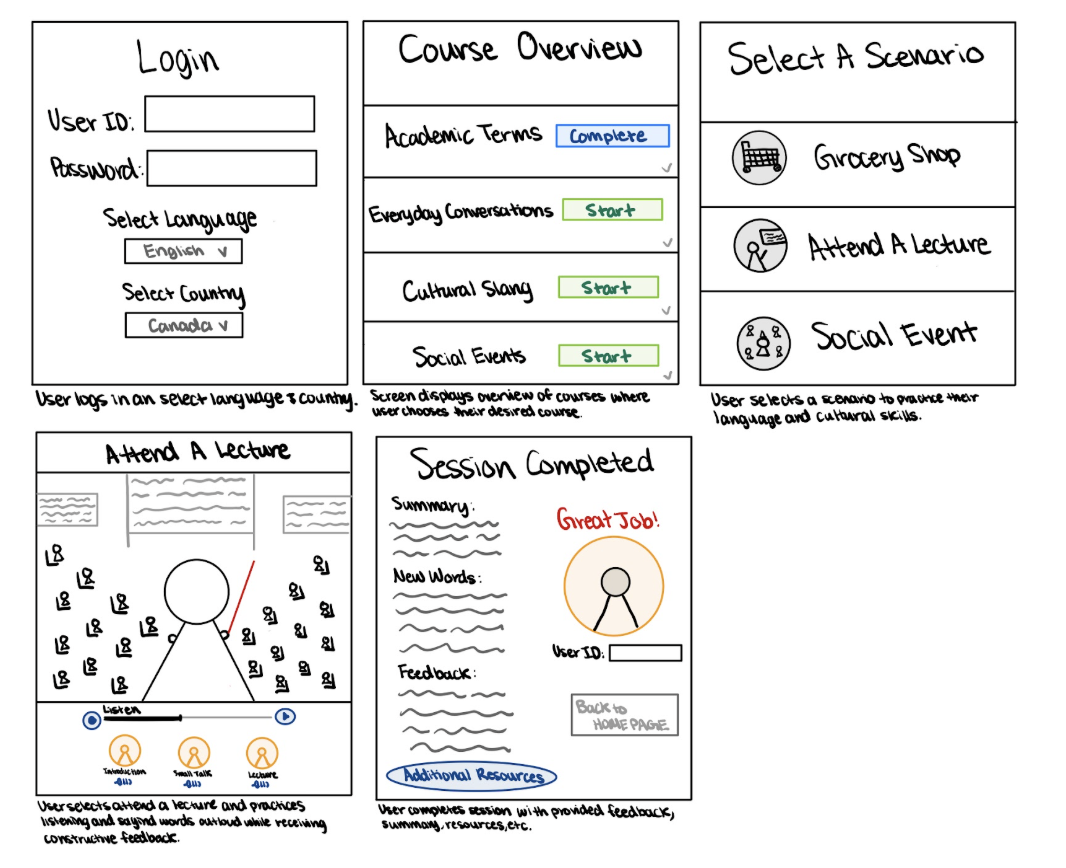 Login
User ID:
Password:
Select Language
English v
Select Country
Canada v
User logs in an select language & country.
Course Overview
Academic Terms Complete
Everyday Conversations Start
Cultural Slang Start
Social Events Start
Screen displays overview of courses where
user chooses their desired course.
Select A Scenario
Grocery Shop
Attend A Lecture
Social Event
User selects a scenario to practice their
language and cultural skills.
Attend A Lecture
Listen
Introduction Small Talk Lecture
User selects attend a lecture and practices
listening and sayind words outloud while receiving
constructive feedback.
Session Completed
Summary:
New Words:
Feedback:
Additional Resources
Great Job!
User ID:
Back to
HOME PAGE
User completes session with provided feedback,
summary, resources, etc.